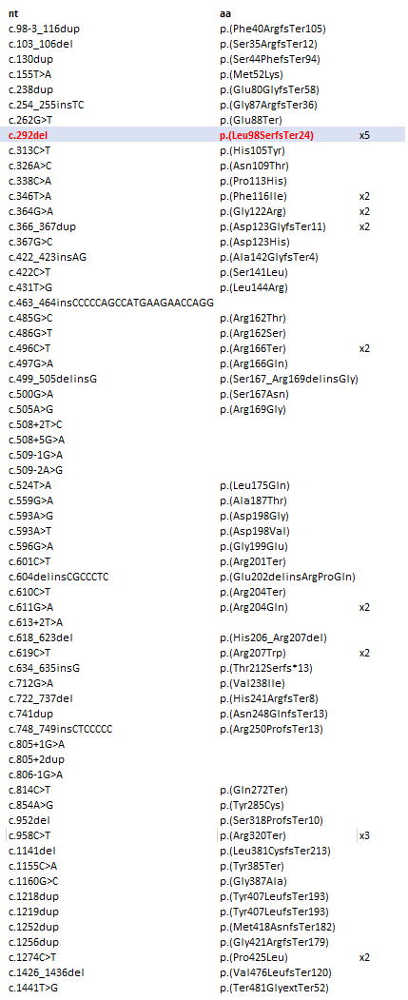 nt aa
c.98-3_116dup p.(Phe40ArgfsTer105)
c.103_106del p.(Ser35ArgfsTer12)
c.130dup p.(Ser44PhefsTer94)
c.155T>A p.(Met52Lys)
c.238dup p.(Glu80GlyfsTer58)
c.254_255insTC p.(Gly87ArgfsTer36)
c.262G>T p.(Glu88Ter)
c.292del p.(Leu98SerfsTer24) x5
c.313C>T p.(His105Tyr)
c.326A>C p.(Asn109Thr)
c.338C>A p.(Pro113His)
c.346T>A p.(Phe116Ile) x2
c.364G>A p.(Gly122Arg) x2
c.366_367dup p.(Asp123GlyfsTer11) x2
c.367G>C p.(Asp123His)
c.422_423insAG p.(Ala142GlyfsTer4)
c.422C>T p.(Ser141Leu)
c.431T>G p.(Leu144Arg)
c.463_464insCCCCCAGCCATGAAGAACCAGG
c.485G>C p.(Arg162Thr)
c.486G>T p.(Arg162Ser)
c.496C>T p.(Arg166Ter) x2
c.497G>A p.(Arg166Gln)
c.499_505delinsG p.(Ser167_Arg169delinsGly)
c.500G>A p.(Ser167Asn)
c.505A>G p.(Arg169Gly)
c.508+2T>C
c.508+5G>A
c.509-1G>A
c.509-2A>G
c.524T>A p.(Leu175Gln)
c.559G>A p.(Ala187Thr)
c.593A>G p.(Asp198Gly)
c.593A>T p.(Asp198Val)
c.596G>A p.(Gly199Glu)
c.601C>T p.(Arg201Ter)
c.604delinsCGCCCTC p.(Glu202delinsArgProGln)
c.610C>T p.(Arg204Ter)
c.611G>A p.(Arg204Gln) x2
c.613+2T>A
c.618_623del p.(His206_Arg207del)
c.619C>T p.(Arg207Trp) x2
c.634_635insG p.(Thr212Serfs*13)
c.712G>A p.(Val238Ile)
c.722_737del p.(His241ArgfsTer8)
c.741dup p.(Asn248GlnfsTer13)
c.748_749insCTCCCCC p.(Arg250ProfsTer13)
c.805+1G>A
c.805+2dup
c.806-1G>A
c.814C>T p.(Gln272Ter)
c.854A>G p.(Tyr285Cys)
c.952del p.(Ser318ProfsTer10)
c.958C>T p.(Arg320Ter) x3
c.1141del p.(Leu381CysfsTer213)
c.1155C>A p.(Tyr385Ter)
c.1160G>C p.(Gly387Ala)
c.1218dup p.(Tyr407LeufsTer193)
c.1219dup p.(Tyr407LeufsTer193)
c.1252dup p.(Met418AsnfsTer182)
c.1256dup p.(Gly421ArgfsTer179)
c.1274C>T p.(Pro425Leu) x2
c.1426_1436del p.(Val476LeufsTer120)
c.1441T>G p.(Ter481GlyextTer52)